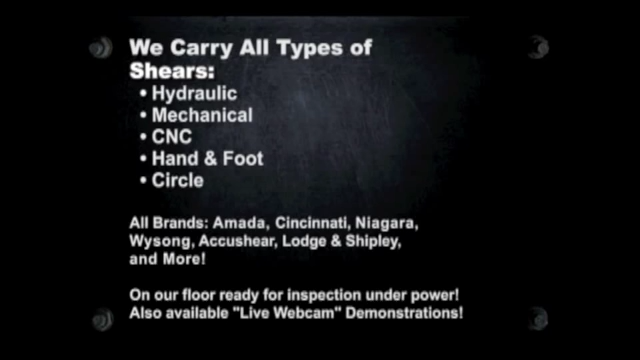 We Carry All Types of
Shears:
• Hydraulic
• Mechanical
• CNC
• Hand & Foot
• Circle
All Brands: Amada, Cincinnati, Niagara,
Wysong, Accushear, Lodge & Shipley,
and More!
On our floor ready for inspection under power!
Also available "Live Webcam" Demonstrations!